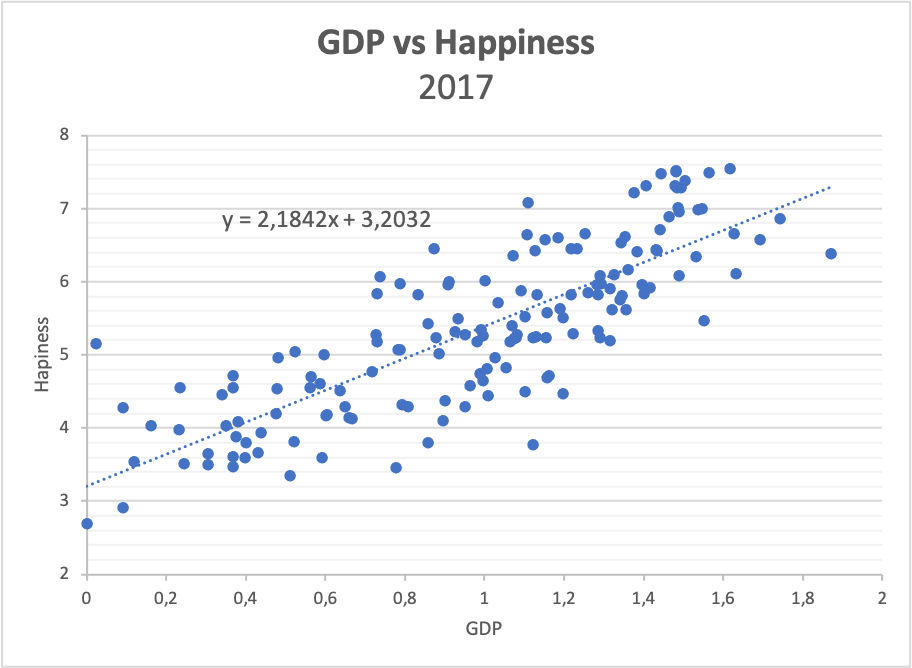 GDP vs Happiness
2017
y = 2,1842x + 3,2032
Hapiness
8
7
6
5
4
3
2
0 0,2 0,4 0,6 0,8 1 1,2 1,4 1,6 1,8 2
GDP